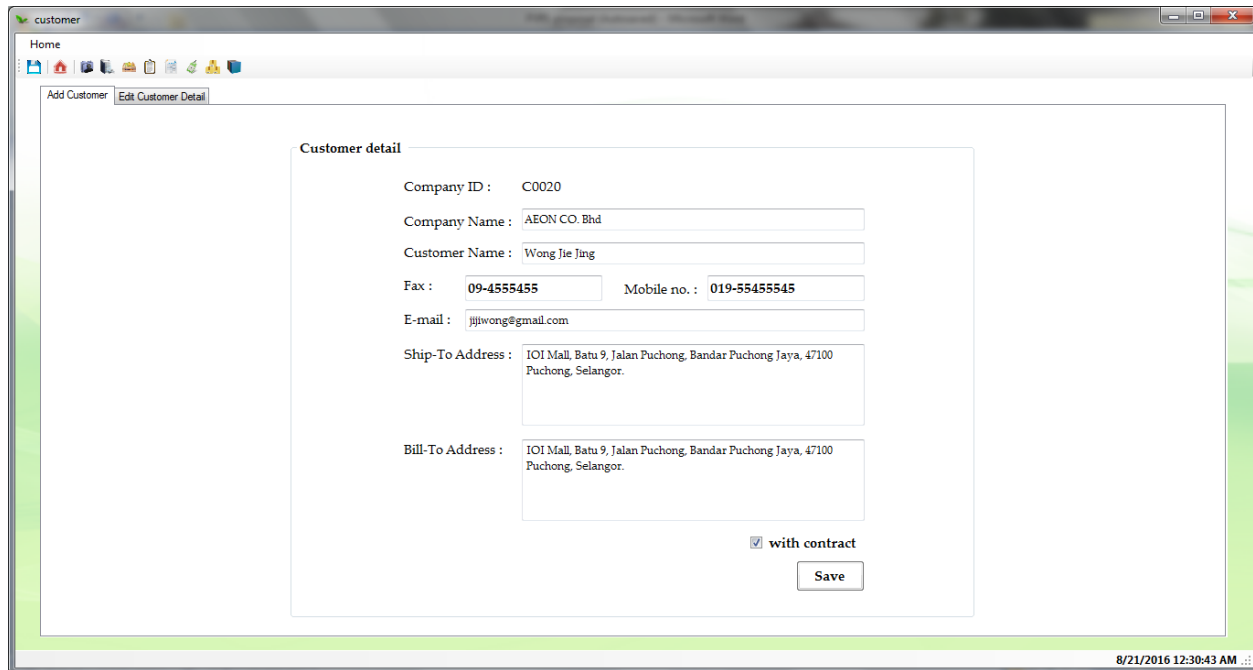 customer
Home
Add Customer Edit Customer Detail
Customer detail
Company ID : C0020
Company Name : AEON CO. Bhd
Customer Name : Wong Jie Jing
Fax : 09-4555455 Mobile no. : 019-55455545
E-mail : jijiwong@gmail.com
Ship-To Address : IOI Mall, Batu 9, Jalan Puchong, Bandar Puchong Jaya, 47100
Puchong, Selangor.
Bill-To Address : IOI Mall, Batu 9, Jalan Puchong, Bandar Puchong Jaya, 47100
Puchong, Selangor.
with contract
Save
8/21/2016 12:30:43 AM